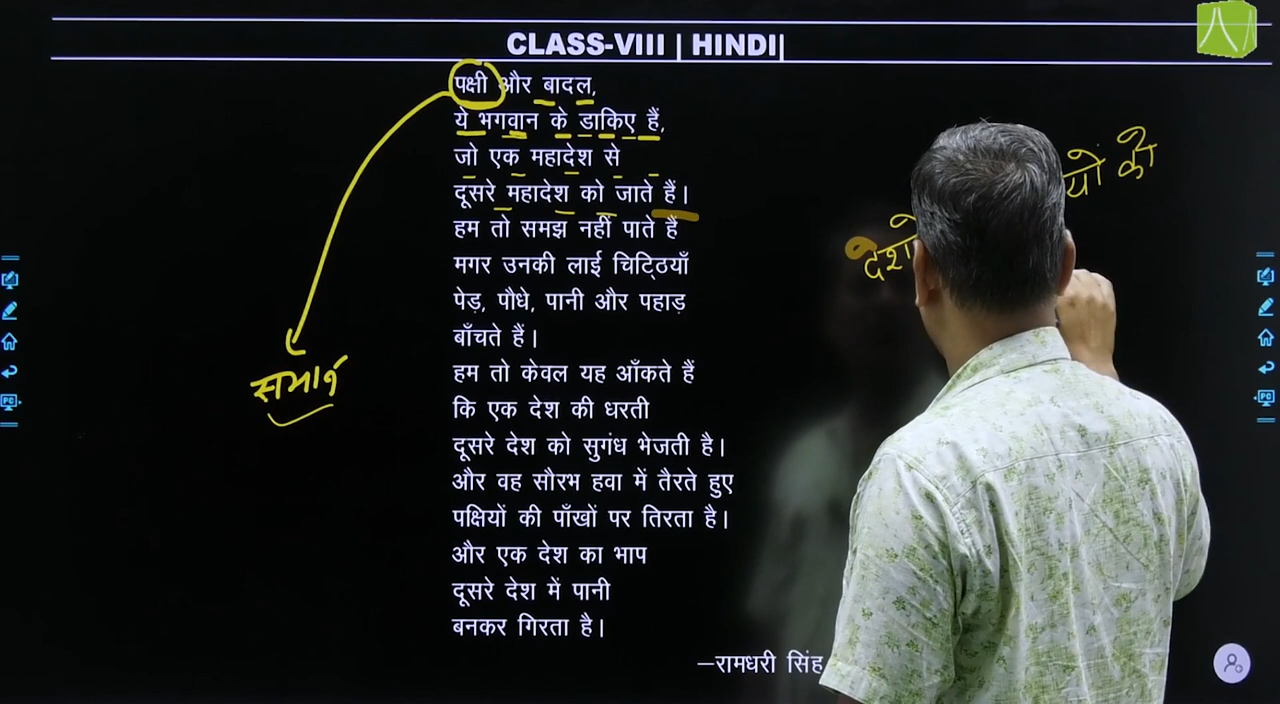 CLASS-VIII | HINDI|
पक्षी और बादल,
ये भगवान के डाकिए हैं,
जो एक महादेश से
दूसरे महादेश को जाते हैं।
हम तो समझ नहीं पाते हैं
मगर उनकी लाई चिट्ठियाँ
पेड़, पौधे, पानी और पहाड़
बाँचते हैं।
हम तो केवल यह आँकते हैं
कि एक देश की धरती
दूसरे देश को सुगंध भेजती है।
और वह सौरभ हवा में तैरते हुए
पक्षियों की पाँखों पर तिरता है।
और एक देश का भाप
दूसरे देश में पानी
बनकर गिरता है।
–रामधरी सिंह